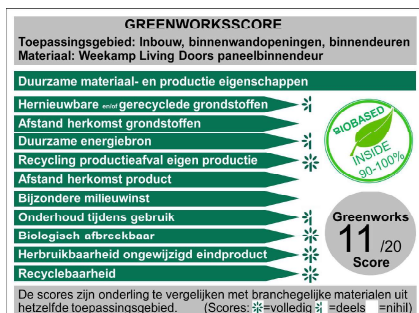 GREENWORKSSCORE
Toepassingsgebied: Inbouw, binnenwandopeningen, binnendeuren
Materiaal: Weekamp Living Doors paneelbinnendeur
Duurzame materiaal- en productie eigenschappen
Hernieuwbare en/of gerecyclede grondstoffen
Afstand herkomst grondstoffen
Duurzame energiebron
Recycling productieafval eigen productie
Afstand herkomst product
Bijzondere milieuwinst
Onderhoud tijdens gebruik
Biologisch afbreekbaar
Herbruikbaarheid ongewijzigd eindproduct
Recyclebaarheid
BIOBASED
INSIDE
90-100%
Greenworks
11 /20
Score
De scores zijn onderling te vergelijken met branchegelijke materialen uit
hetzelfde toepassingsgebied. (Scores: =volledig =deels =nihil)